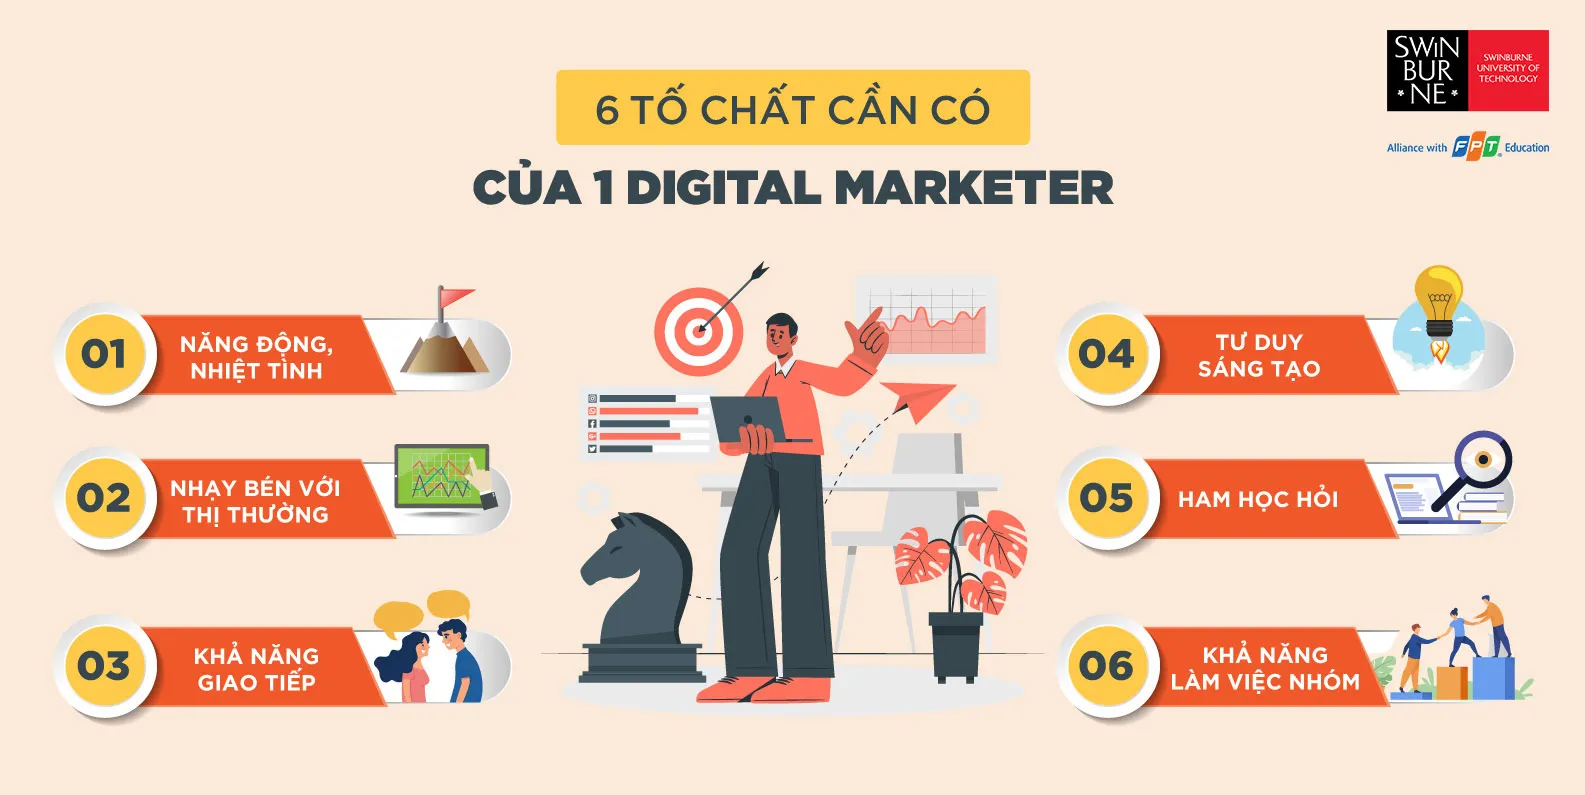 6 TỐ CHẤT CẦN CÓ
CỦA 1 DIGITAL MARKETER
SWiN
BUR
NE
SWINBURNE
UNIVERSITY OF
TECHNOLOGY
Alliance with FPT Education
01
NĂNG ĐỘNG,
NHIỆT TÌNH
02
NHẠY BÉN VỚI
THỊ THƯỜNG
03
KHẢ NĂNG
GIAO TIẾP
04
TƯ DUY
SÁNG TẠO
05
HAM HỌC HỎI
06
KHẢ NĂNG
LÀM VIỆC NHÓM